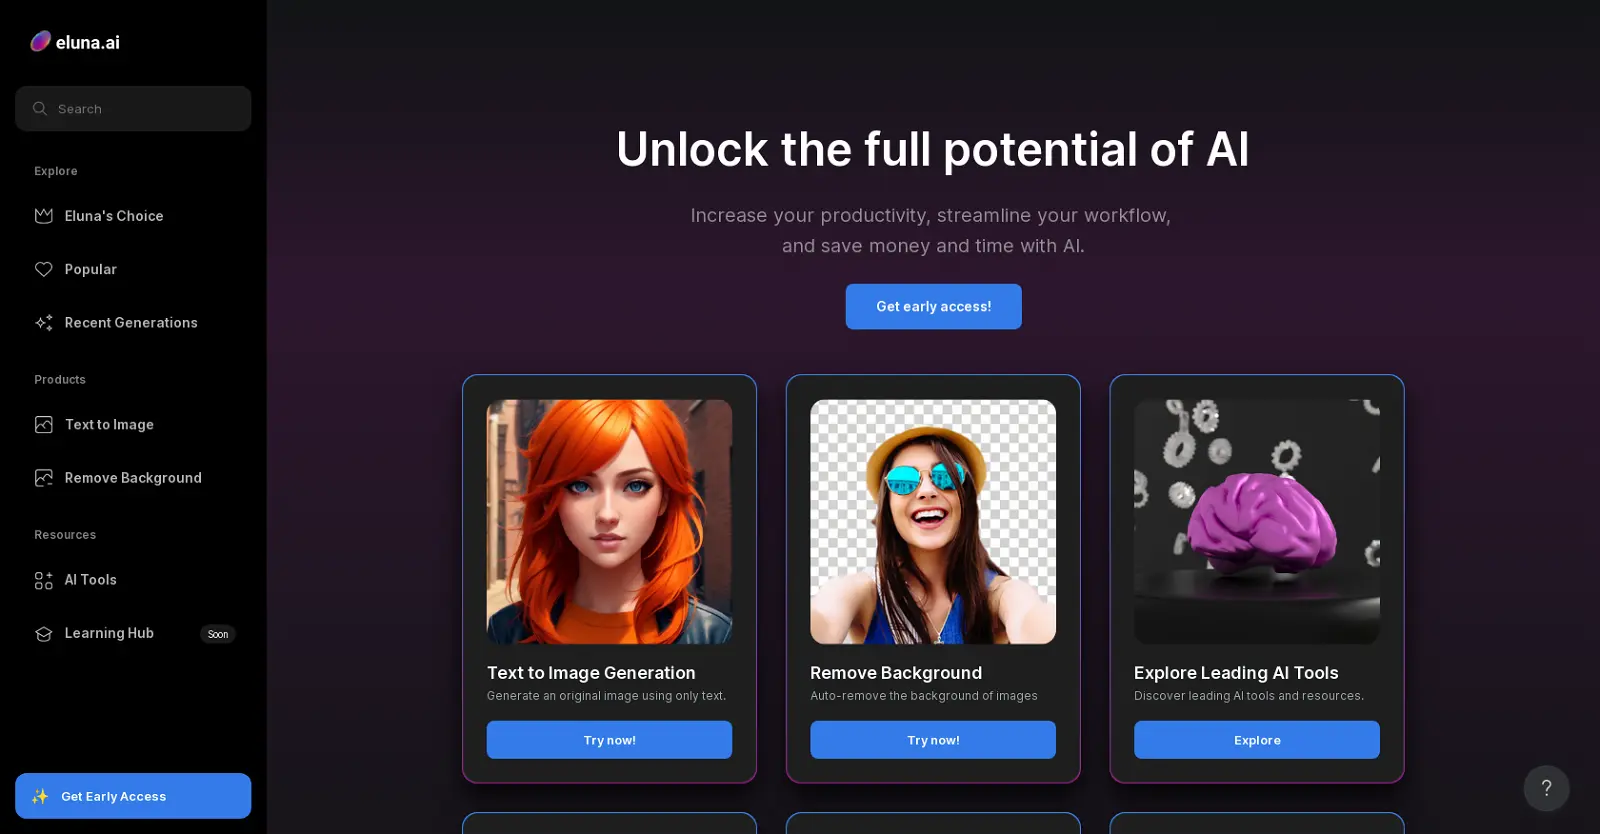 eluna.ai
Search
Explore
Eluna's Choice
Popular
Recent Generations
Products
Text to Image
Remove Background
Resources
AI Tools
Learning Hub
Soon
✨ Get Early Access
Unlock the full potential of AI
Increase your productivity, streamline your workflow,
and save money and time with AI.
Get early access!
Text to Image Generation
Generate an original image using only text.
Try now!
Remove Background
Auto-remove the background of images
Try now!
Explore Leading AI Tools
Discover leading AI tools and resources.
Explore
?